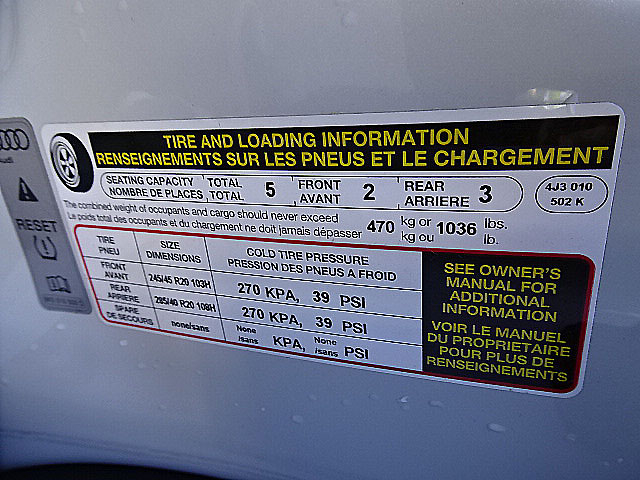 TIRE AND LOADING INFORMATION
RENSEIGNEMENTS SUR LES PNEUS ET LE CHARGEMENT
SEATING CAPACITY TOTAL 5 FRONT 2 REAR 3
NOMBRE DE PLACES TOTAL AVANT ARRIERE
4J3 010
502 K
The combined weight of occupants and cargo should never exceed 470 kg or 1036 lbs.
Le poids total des occupants et du chargement ne doit jamais dépasser kg ou lb.
TIRE SIZE COLD TIRE PRESSURE
PNEU DIMENSIONS PRESSION DES PNEUS A FROID
FRONT
AVANT 245/45 R20 103H 270 KPA, 39 PSI
REAR
ARRIERE 285/40 R20 108H 270 KPA, 39 PSI
SPARE
DE SECOURS none/sans None /sans KPA, None /sans PSI
SEE OWNER'S
MANUAL FOR
ADDITIONAL
INFORMATION
VOIR LE MANUEL
DU PROPRIETAIRE
POUR PLUS DE
RENSEIGNEMENTS
Audi
RESET